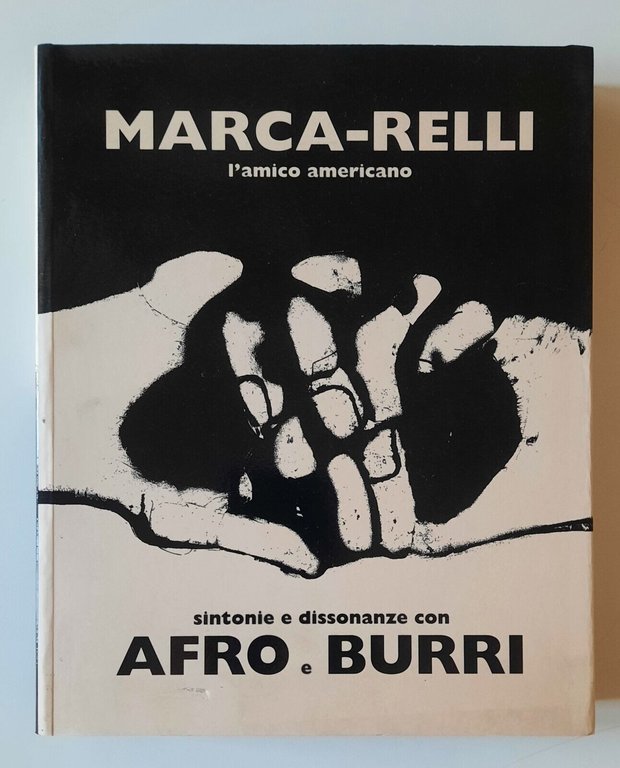 MARCA-RELLI
l'amico americano
sintonie e dissonanze con
AFRO e BURRI